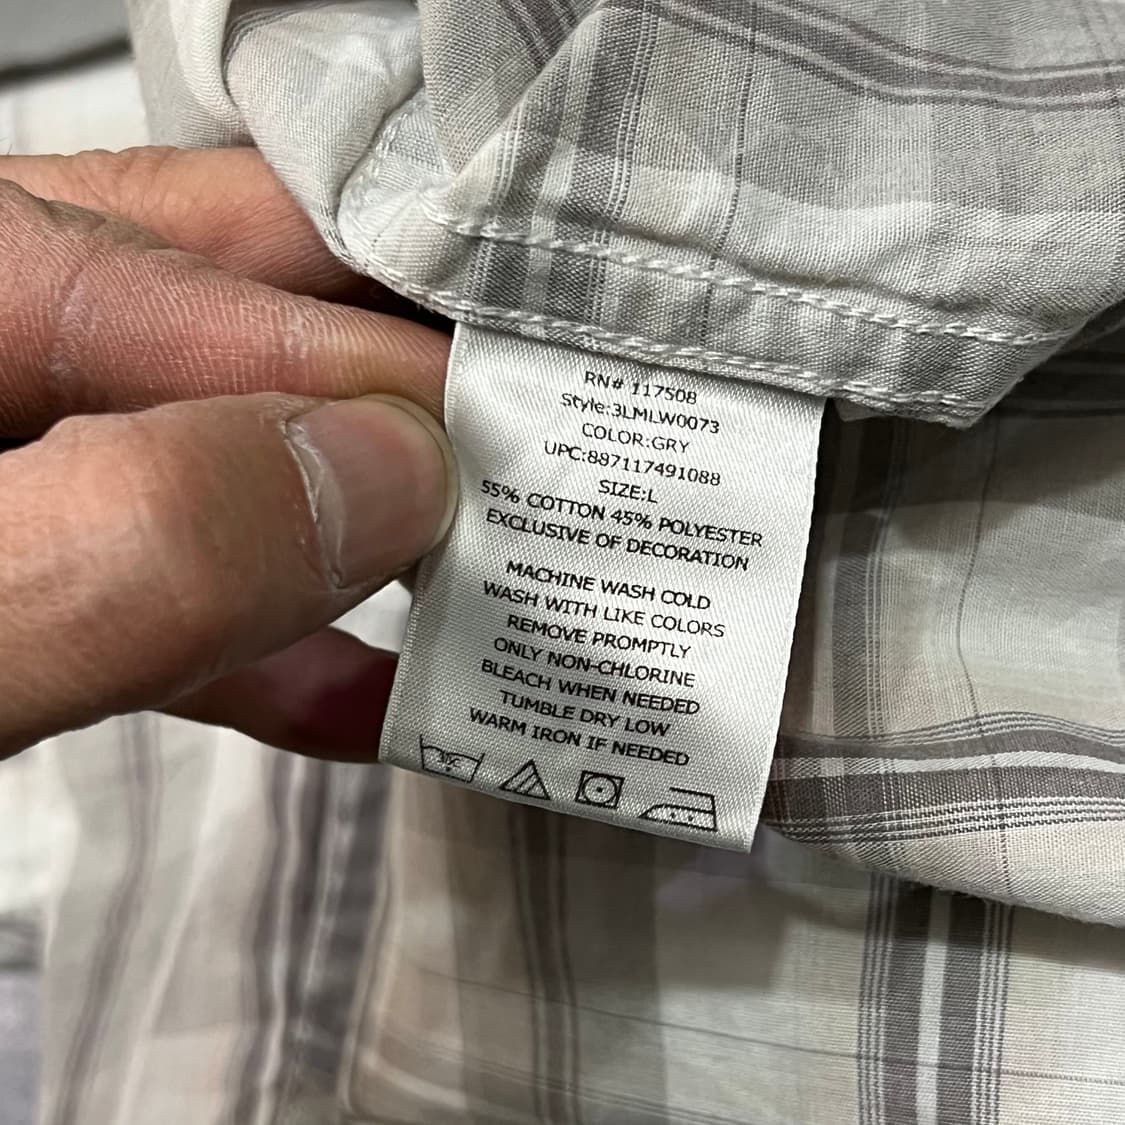 RN# 117508
Style:3LMLW0073
COLOR:GRY
UPC:887117491088
SIZE:L
55% COTTON 45% POLYESTER
EXCLUSIVE OF DECORATION
MACHINE WASH COLD
WASH WITH LIKE COLORS
REMOVE PROMPTLY
ONLY NON-CHLORINE
BLEACH WHEN NEEDED
TUMBLE DRY LOW
WARM IRON IF NEEDED